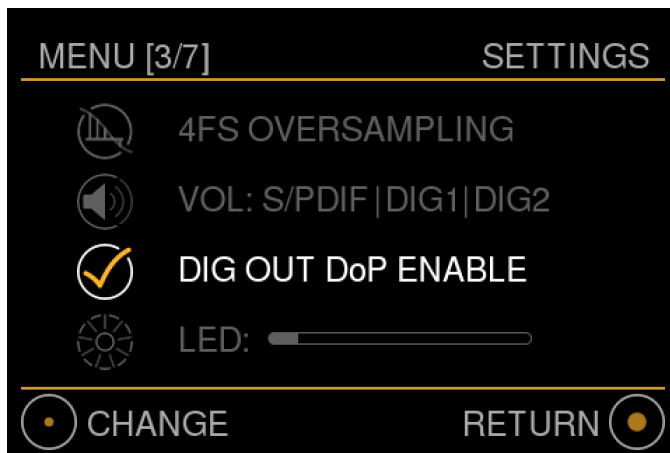 MENU [3/7] SETTINGS
4FS OVERSAMPLING
VOL: S/PDIF|DIG1|DIG2
DIG OUT DoP ENABLE
LED:
CHANGE RETURN